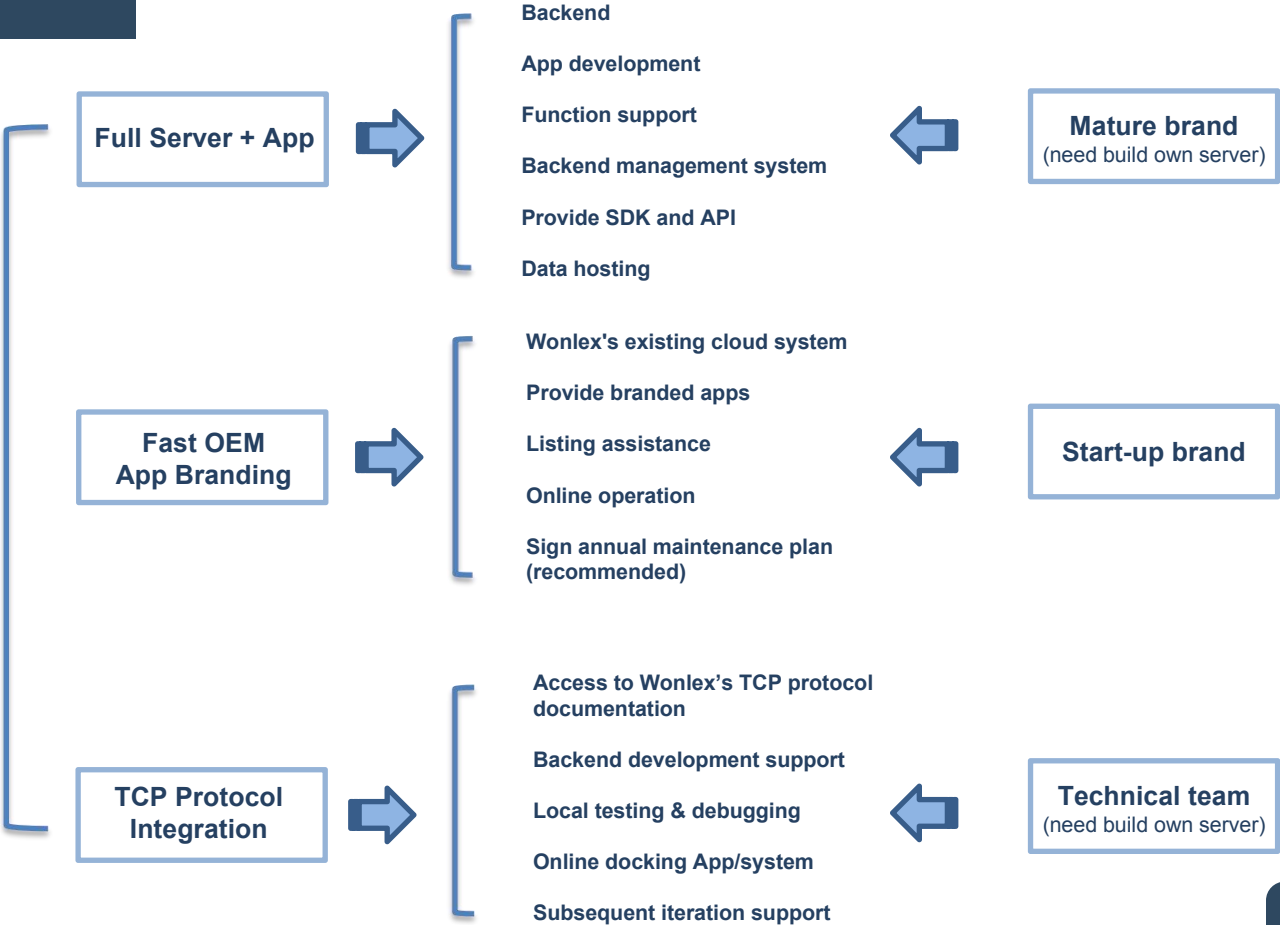 Full Server + App
Backend
App development
Function support
Backend management system
Provide SDK and API
Data hosting
Mature brand
(need build own server)
Fast OEM
App Branding
Wonlex's existing cloud system
Provide branded apps
Listing assistance
Online operation
Sign annual maintenance plan
(recommended)
Start-up brand
TCP Protocol
Integration
Access to Wonlex’s TCP protocol
documentation
Backend development support
Local testing & debugging
Online docking App/system
Subsequent iteration support
Technical team
(need build own server)